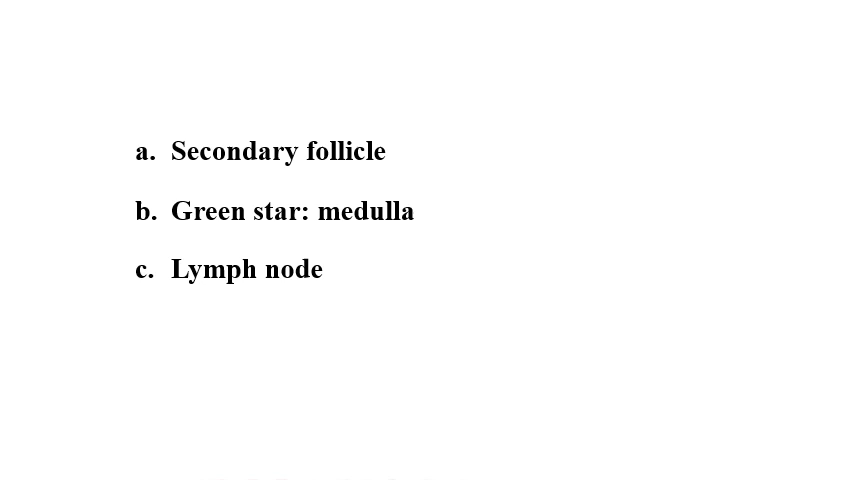 a. Secondary follicle
b. Green star: medulla
c. Lymph node